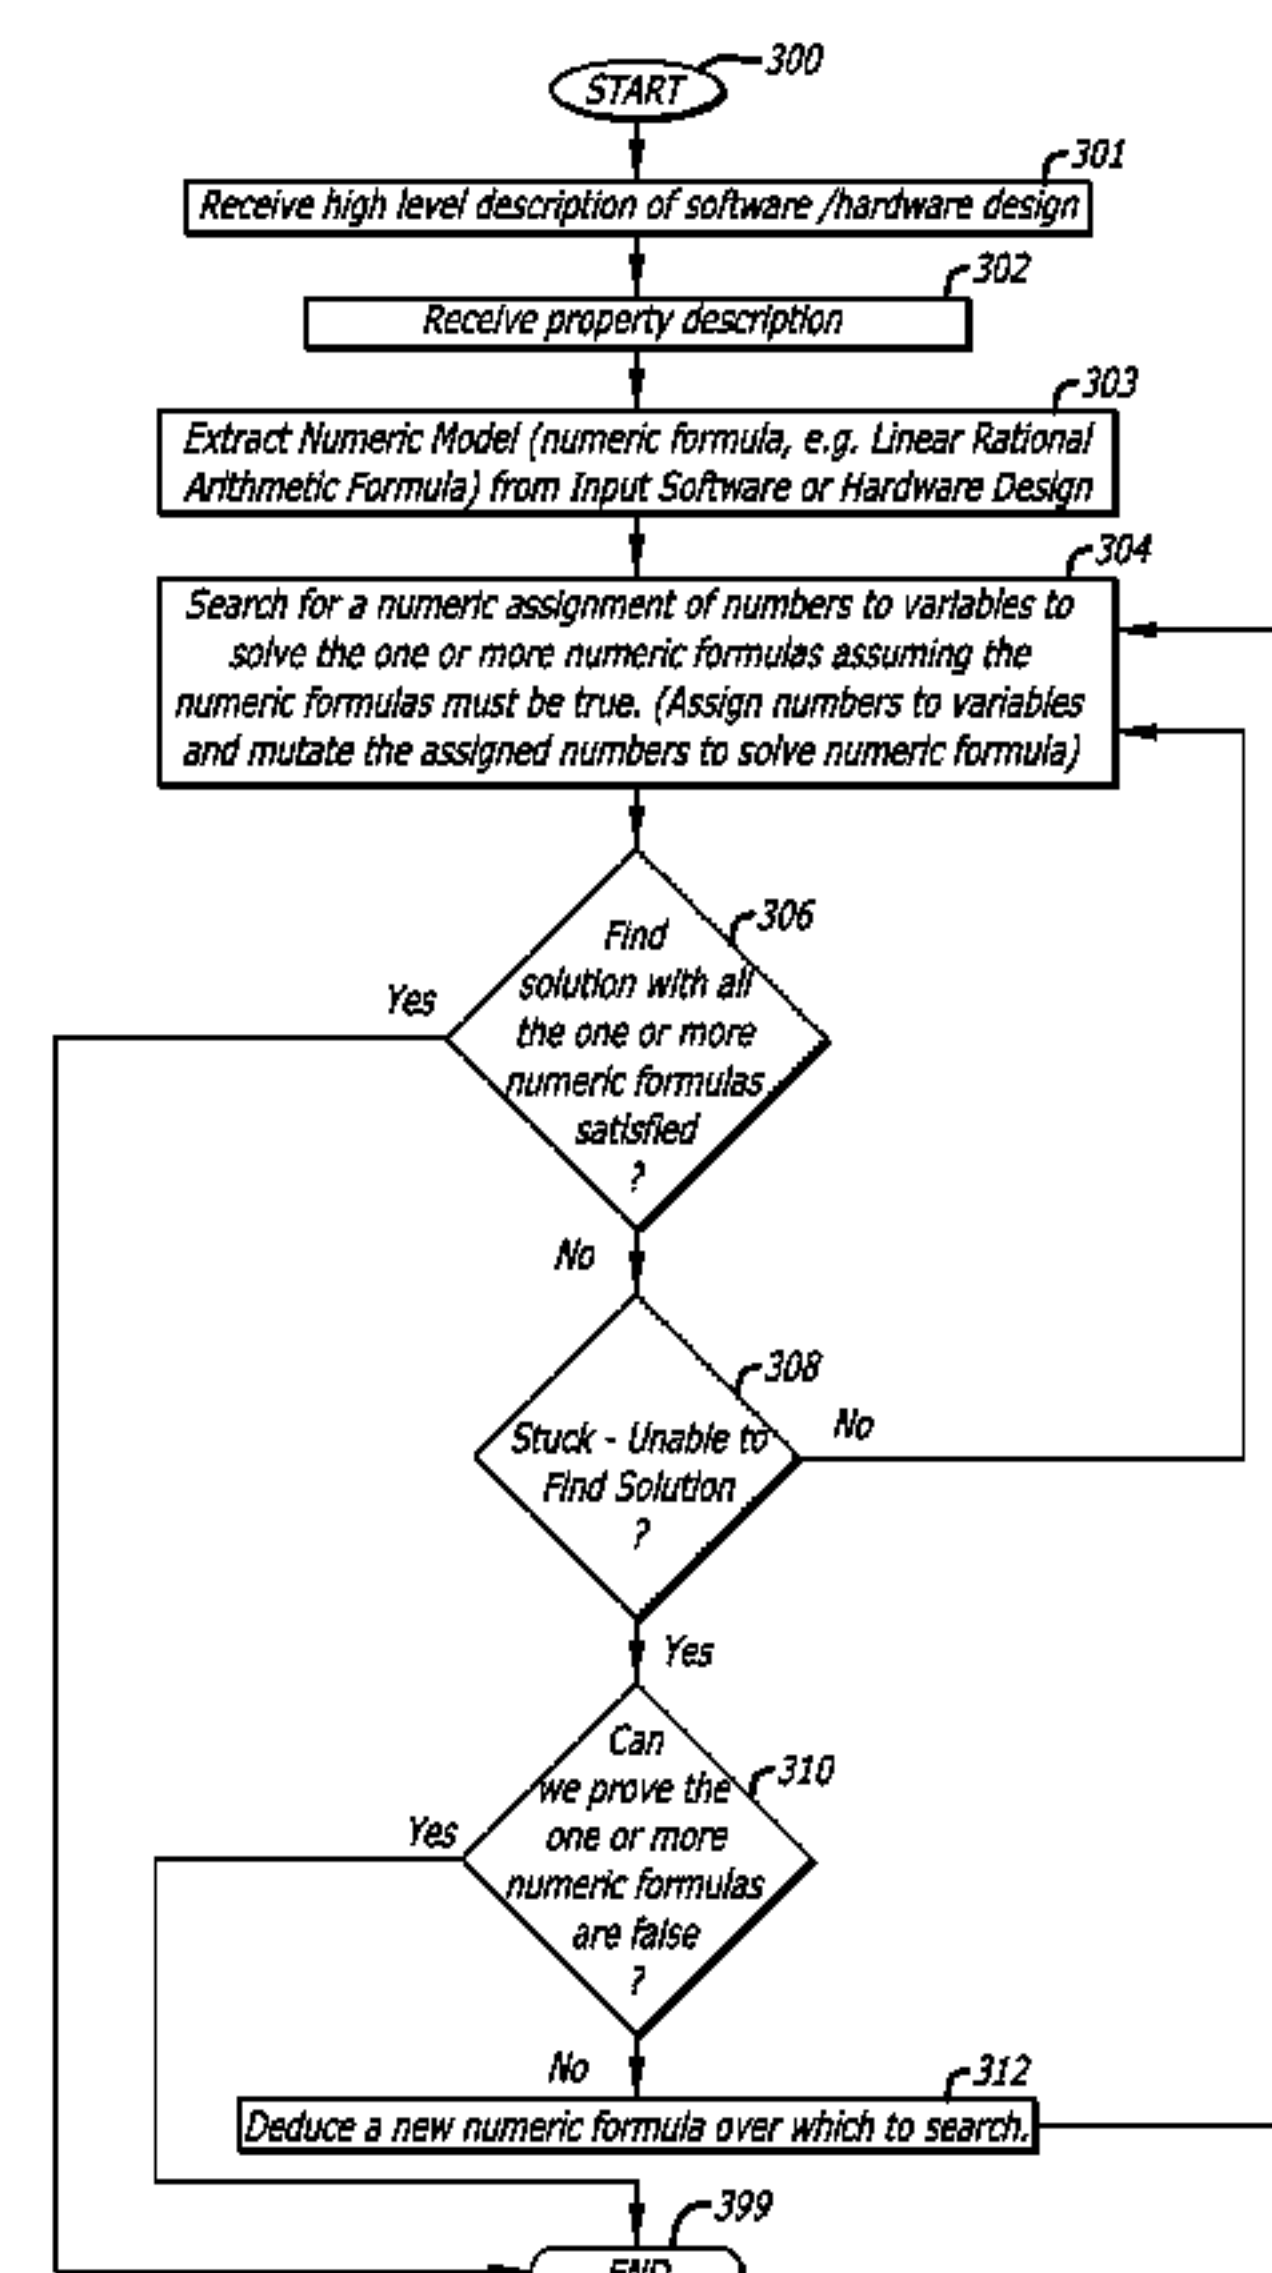 300
START
301
Receive high level description of software /hardware design
302
Receive property description
303
Extract Numeric Model (numeric formula, e.g. Linear Rational
Arithmetic Formula) from Input Software or Hardware Design
304
Search for a numeric assignment of numbers to variables to
solve the one or more numeric formulas assuming the
numeric formulas must be true. (Assign numbers to variables
and mutate the assigned numbers to solve numeric formula)
306
Find
solution with all
the one or more
numeric formulas
satisfied
?
Yes
No
308
Stuck - Unable to
Find Solution
?
No
Yes
310
Can
we prove the
one or more
numeric formulas
are false
?
Yes
No
312
Deduce a new numeric formula over which to search.
399
END